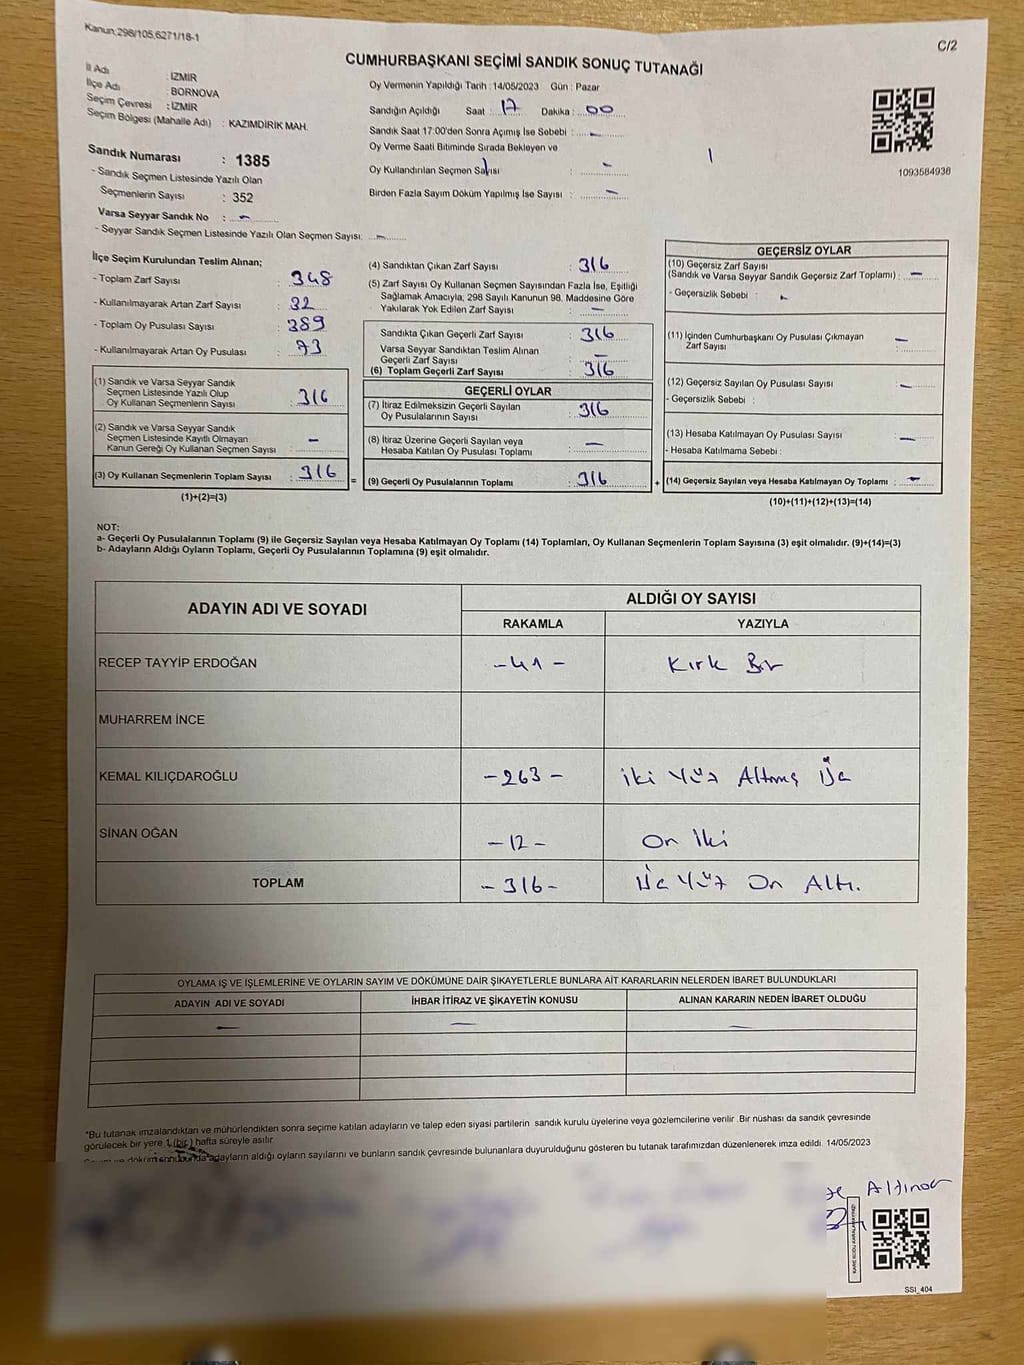 Kanun;298/105;6271/18-1
C/2
CUMHURBAŞKANI SEÇİMİ SANDIK SONUÇ TUTANAĞI
İl Adı : İZMİR
İlçe Adı : BORNOVA
Seçim Çevresi : İZMİR
Seçim Bölgesi (Mahalle Adı) : KAZIMDİRİK MAH.
Oy Vermenin Yapıldığı Tarih : 14/05/2023 Gün : Pazar
Sandığın Açıldığı Saat : 17 Dakika : 00
Sandık Saat 17:00'den Sonra Açımış İse Sebebi : -
Oy Verme Saati Bitiminde Sırada Bekleyen ve
Oy Kullandırılan Seçmen Sayısı : -
Birden Fazla Sayım Döküm Yapılmış İse Sayısı : -
1093584936
Sandık Numarası : 1385
- Sandık Seçmen Listesinde Yazılı Olan
Seçmenlerin Sayısı : 352
Varsa Seyyar Sandık No : -
- Seyyar Sandık Seçmen Listesinde Yazılı Olan Seçmen Sayısı: -
İlçe Seçim Kurulundan Teslim Alınan;
- Toplam Zarf Sayısı : 348
- Kullanılmayarak Artan Zarf Sayısı : 32
- Toplam Oy Pusulası Sayısı : 389
- Kullanılmayarak Artan Oy Pusulası : 73
(1) Sandık ve Varsa Seyyar Sandık
Seçmen Listesinde Yazılı Olup
Oy Kullanan Seçmenlerin Sayısı : 316
(2) Sandık ve Varsa Seyyar Sandık
Seçmen Listesinde Kayıtlı Olmayan
Kanun Gereği Oy Kullanan Seçmen Sayısı : -
(3) Oy Kullanan Seçmenlerin Toplam Sayısı : 316
(1)+(2)=(3)
(4) Sandıktan Çıkan Zarf Sayısı : 316
(5) Zarf Sayısı Oy Kullanan Seçmen Sayısından Fazla İse, Eşitliği
Sağlamak Amacıyla, 298 Sayılı Kanunun 98. Maddesine Göre
Yakılarak Yok Edilen Zarf Sayısı : -
Sandıkta Çıkan Geçerli Zarf Sayısı : 316
Varsa Seyyar Sandıktan Teslim Alınan
Geçerli Zarf Sayısı : -
(6) Toplam Geçerli Zarf Sayısı : 316
GEÇERLİ OYLAR
(7) İtiraz Edilmeksizin Geçerli Sayılan
Oy Pusulalarının Sayısı : 316
(8) İtiraz Üzerine Geçerli Sayılan veya
Hesaba Katılan Oy Pusulası Toplamı : -
= (9) Geçerli Oy Pusulalarının Toplamı : 316
GEÇERSİZ OYLAR
(10) Geçersiz Zarf Sayısı
(Sandık ve Varsa Seyyar Sandık Geçersiz Zarf Toplamı) : -
- Geçersizlik Sebebi : -
(11) İçinden Cumhurbaşkanı Oy Pusulası Çıkmayan
Zarf Sayısı : -
(12) Geçersiz Sayılan Oy Pusulası Sayısı : -
- Geçersizlik Sebebi :
(13) Hesaba Katılmayan Oy Pusulası Sayısı : -
- Hesaba Katılmama Sebebi :
+ (14) Geçersiz Sayılan veya Hesaba Katılmayan Oy Toplamı : -
(10)+(11)+(12)+(13)=(14)
NOT:
a- Geçerli Oy Pusulalarının Toplamı (9) ile Geçersiz Sayılan veya Hesaba Katılmayan Oy Toplamı (14) Toplamları, Oy Kullanan Seçmenlerin Toplam Sayısına (3) eşit olmalıdır. (9)+(14)=(3)
b- Adayların Aldığı Oyların Toplamı, Geçerli Oy Pusulalarının Toplamına (9) eşit olmalıdır.
ADAYIN ADI VE SOYADI
ALDIĞI OY SAYISI
RAKAMLA YAZIYLA
RECEP TAYYİP ERDOĞAN -41- Kırk Bir
MUHARREM İNCE
KEMAL KILIÇDAROĞLU -263- İki Yüz Altmış Üç
SİNAN OĞAN -12- On İki
TOPLAM -316- Üç Yüz On Altı.
OYLAMA İŞ VE İŞLEMLERİNE VE OYLARIN SAYIM VE DÖKÜMÜNE DAİR ŞİKAYETLERLE BUNLARA AİT KARARLARIN NELERDEN İBARET BULUNDUKLARI
ADAYIN ADI VE SOYADI İHBAR İTİRAZ VE ŞİKAYETİN KONUSU ALINAN KARARIN NEDEN İBARET OLDUĞU
- - -
"Bu tutanak imzalandıktan ve mühürlendikten sonra seçime katılan adayların ve talep eden siyasi partilerin sandık kurulu üyelerine veya gözlemcilerine verilir. Bir nüshası da sandık çevresinde
görülecek bir yere 1 (bir) hafta süreyle asılır.
adayların aldığı oyların sayılarını ve bunların sandık çevresinde bulunanlara duyurulduğunu gösteren bu tutanak tarafımızdan düzenlenerek imza edildi. 14/05/2023
SSI_404